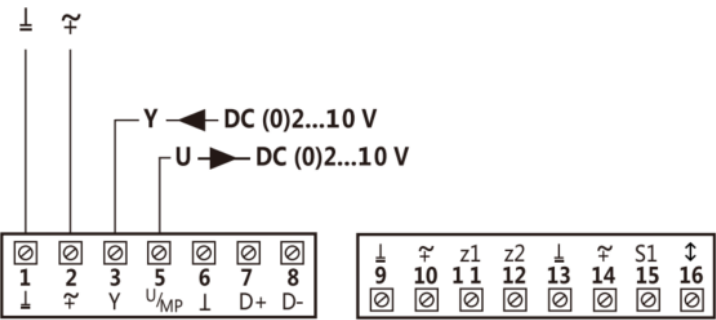 ⏚ ≂
Y DC (0)2...10 V
U DC (0)2...10 V
1 2 3 5 6 7 8
⊥ ≂ Y U/MP ⊥ D+ D-
⊥ ≂ z1 z2 ⊥ ≂ S1 ↕
9 10 11 12 13 14 15 16